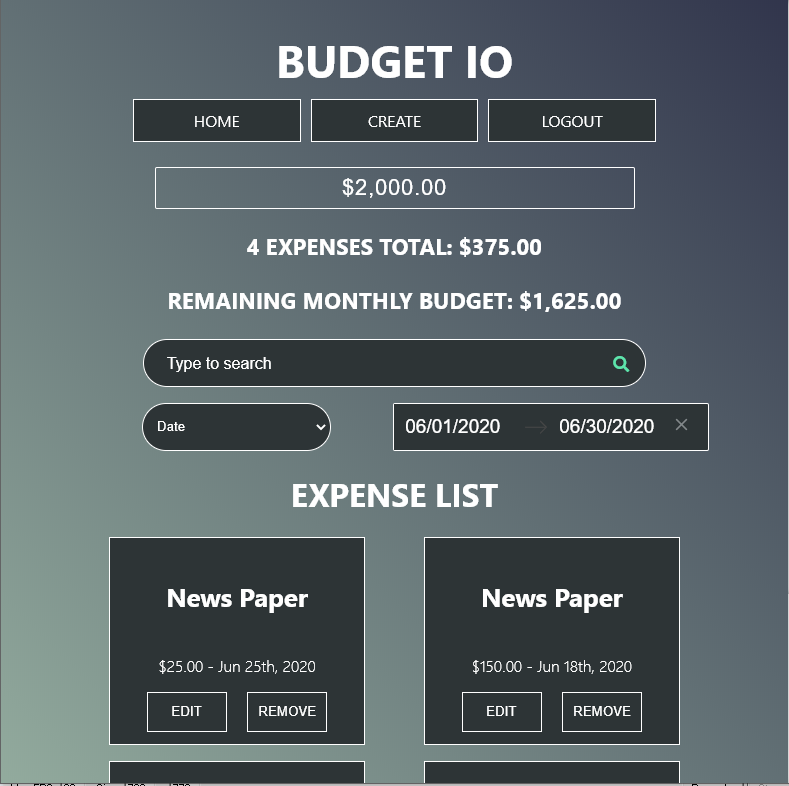 BUDGET IO
HOME CREATE LOGOUT
$2,000.00
4 EXPENSES TOTAL: $375.00
REMAINING MONTHLY BUDGET: $1,625.00
Type to search
Date 06/01/2020 06/30/2020
EXPENSE LIST
News Paper News Paper
$25.00 - Jun 25th, 2020 $150.00 - Jun 18th, 2020
EDIT REMOVE EDIT REMOVE